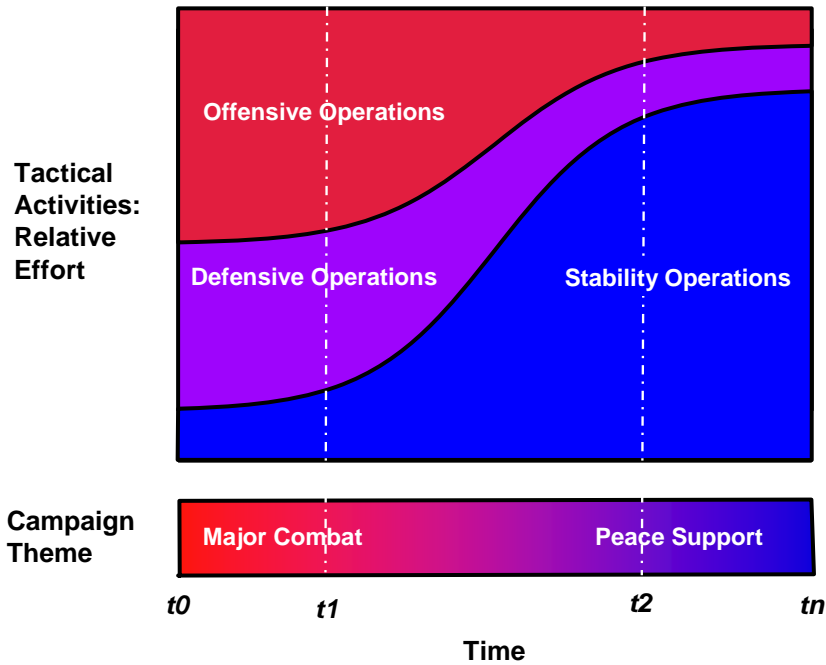 Offensive Operations
Tactical
Activities:
Relative
Effort
Defensive Operations
Stability Operations
Campaign
Theme
Major Combat
Peace Support
t0
t1
t2
tn
Time